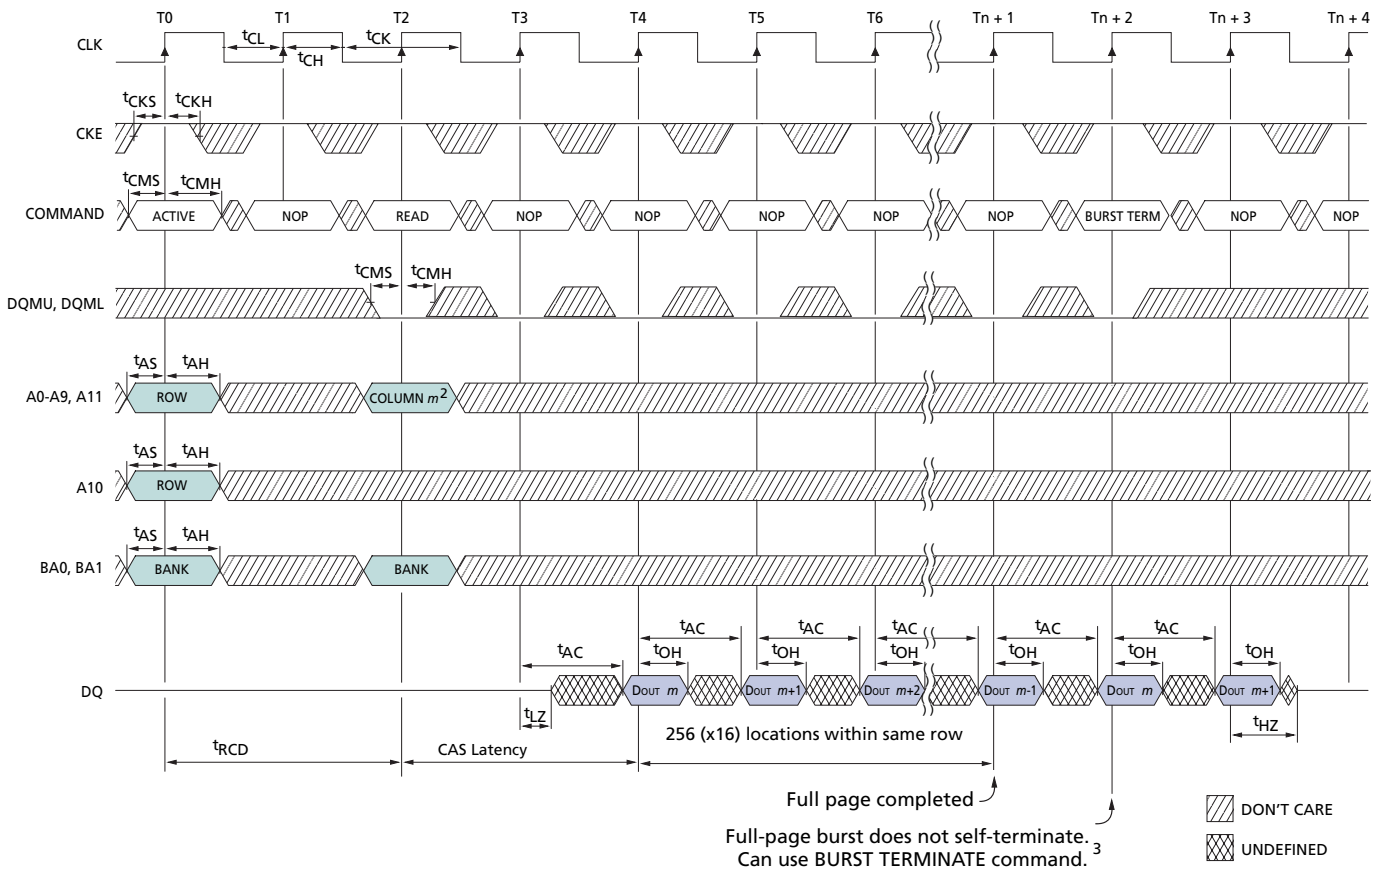 T0 T1 T2 T3 T4 T5 T6 Tn + 1 Tn + 2 Tn + 3 Tn + 4
CLK
tCL tCK
tCH
tCKS tCKH
CKE
tCMS tCMH
COMMAND ACTIVE NOP READ NOP NOP NOP NOP NOP BURST TERM NOP NOP
tCMS tCMH
DQMU, DQML
tAS tAH
A0-A9, A11 ROW COLUMN m2
tAS tAH
A10 ROW
tAS tAH
BA0, BA1 BANK BANK
tAC tAC tAC tAC tAC
tAC tOH tOH tOH tOH tOH tOH
DQ DOUT m DOUT m+1 DOUT m+2 DOUT m-1 DOUT m DOUT m+1
tLZ tHZ
256 (x16) locations within same row
tRCD CAS Latency
Full page completed
Full-page burst does not self-terminate.
Can use BURST TERMINATE command. 3
DON'T CARE
UNDEFINED